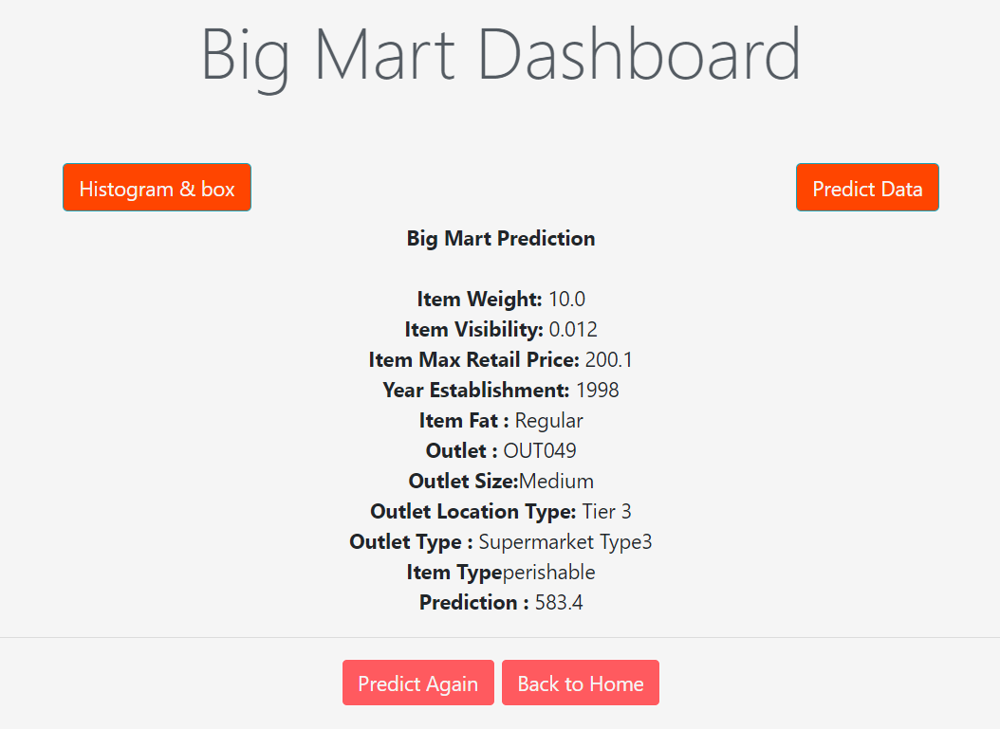 Big Mart Dashboard
Histogram & box
Predict Data
Big Mart Prediction
Item Weight: 10.0
Item Visibility: 0.012
Item Max Retail Price: 200.1
Year Establishment: 1998
Item Fat : Regular
Outlet : OUT049
Outlet Size:Medium
Outlet Location Type: Tier 3
Outlet Type : Supermarket Type3
Item Typeperishable
Prediction : 583.4
Predict Again
Back to Home